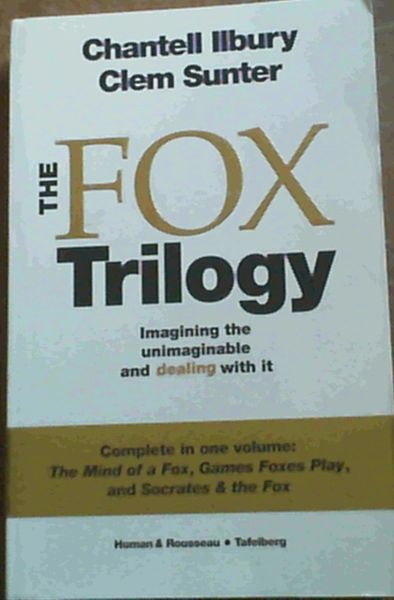 Chantell Ilbury
Clem Sunter
THE
FOX
Trilogy
Imagining the
unimaginable
and dealing with it
Complete in one volume:
The Mind of a Fox, Games Foxes Play,
and Socrates & the Fox
Human & Rousseau • Tafelberg